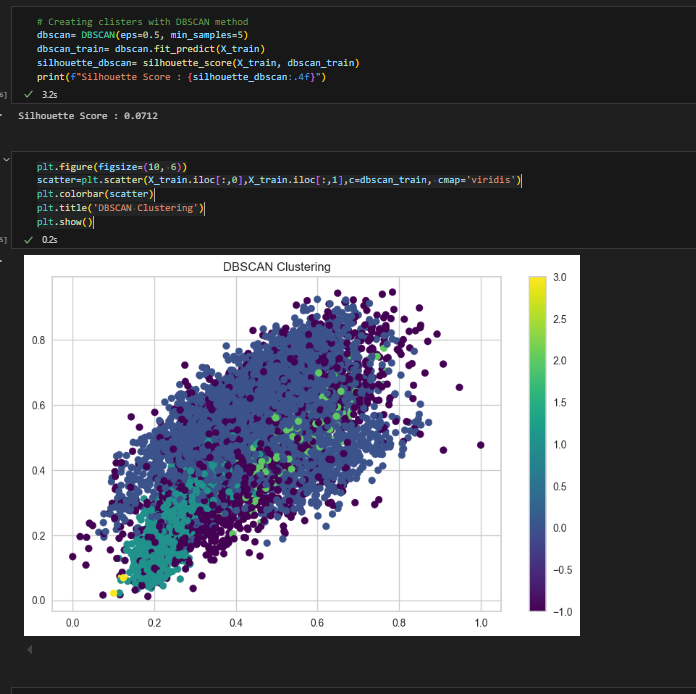 # Creating clisters with DBSCAN method
dbscan= DBSCAN(eps=0.5, min_samples=5)
dbscan_train= dbscan.fit_predict(X_train)
silhouette_dbscan= silhouette_score(X_train, dbscan_train)
print(f"Silhouette Score : {silhouette_dbscan:.4f}")
3.2s
Silhouette Score : 0.0712
plt.figure(figsize=(10, 6))
scatter=plt.scatter(X_train.iloc[:,0],X_train.iloc[:,1],c=dbscan_train, cmap='viridis')
plt.colorbar(scatter)
plt.title('DBSCAN Clustering')
plt.show()
0.2s
DBSCAN Clustering
0.8
0.6
0.4
0.2
0.0
0.0 0.2 0.4 0.6 0.8 1.0
3.0
2.5
2.0
1.5
1.0
0.5
0.0
−0.5
−1.0